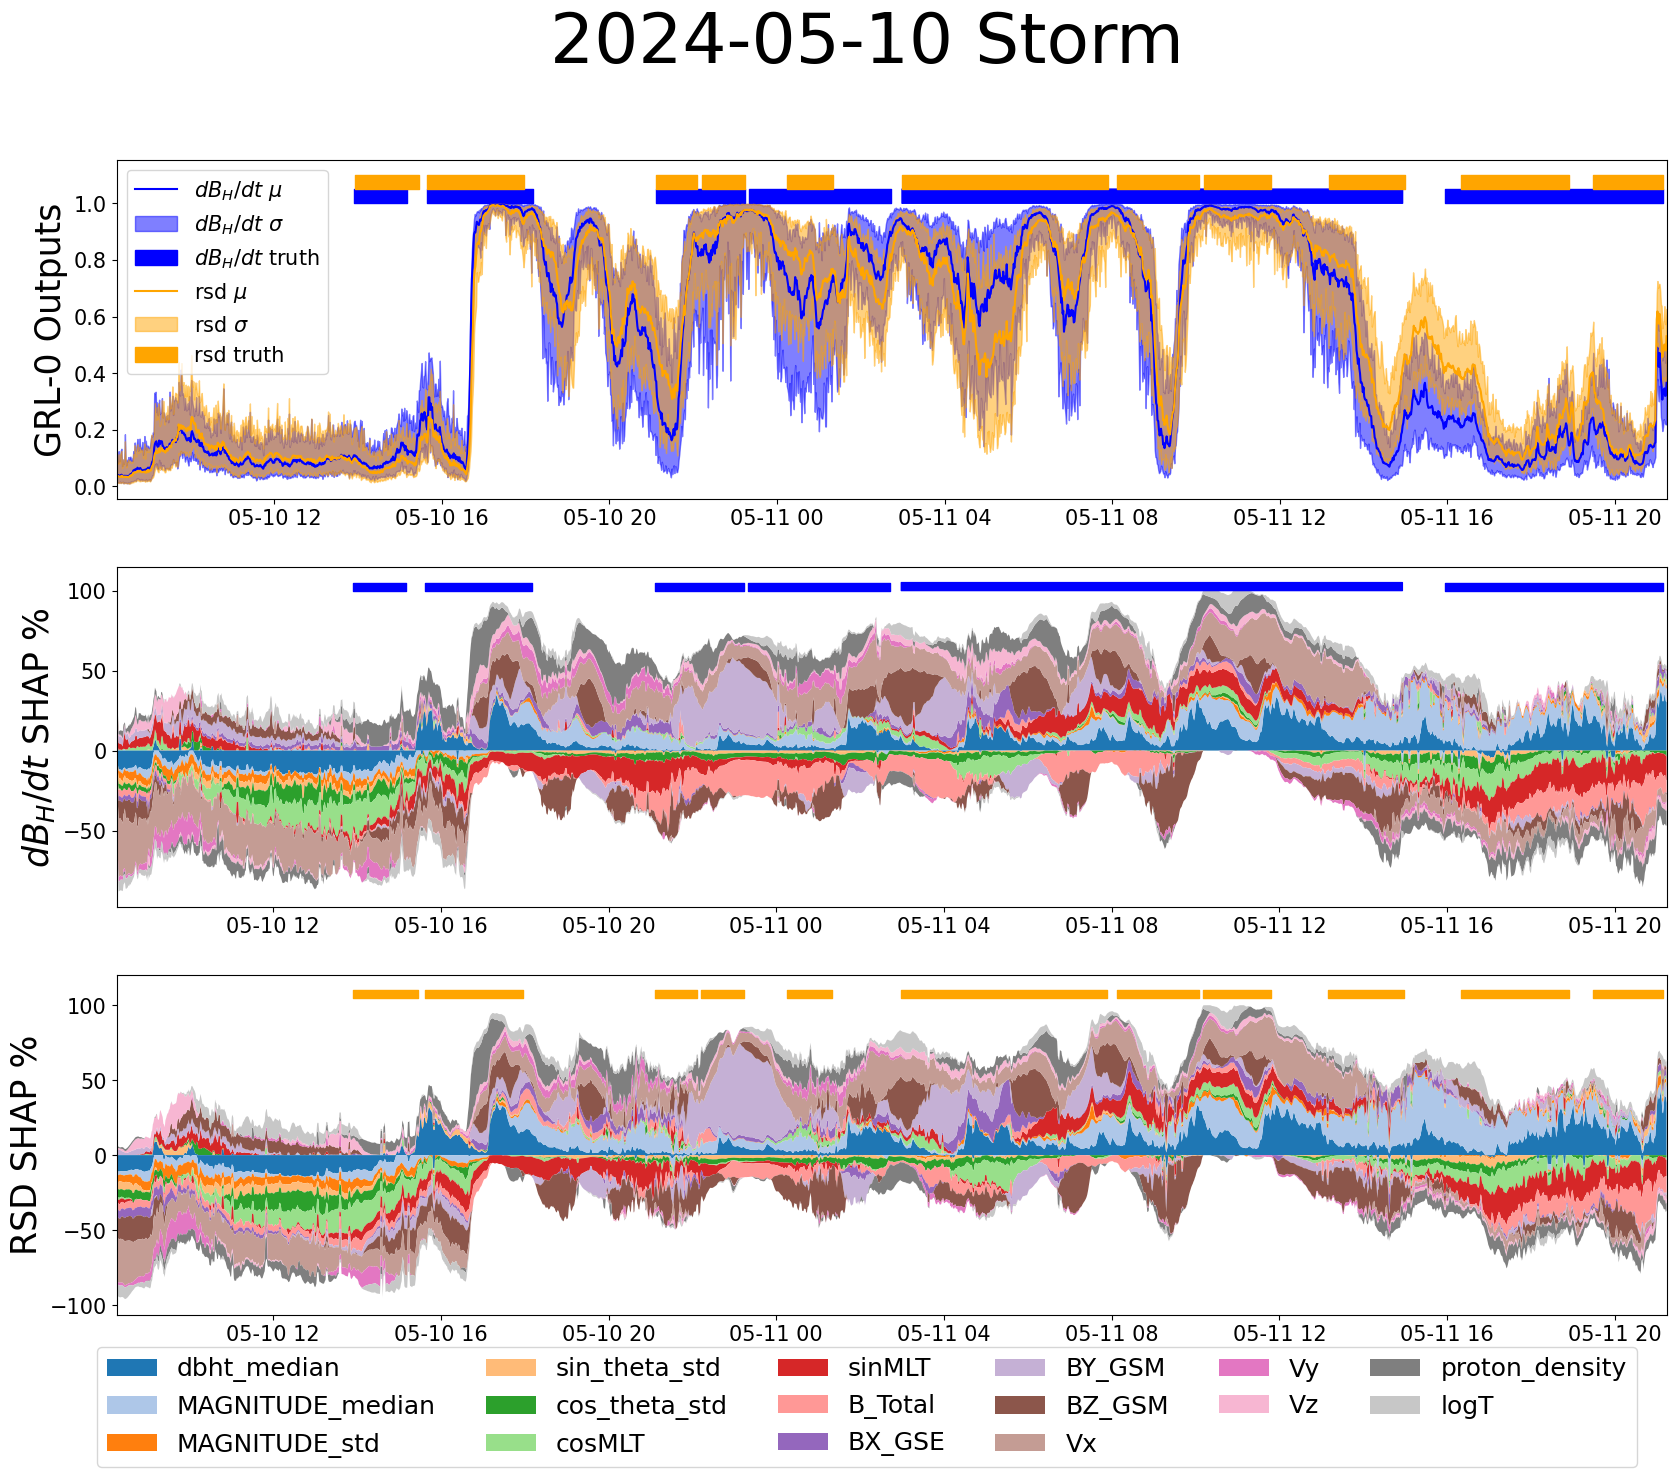 2024-05-10 Storm
GRL-0 Outputs
1.0
0.8
0.6
0.4
0.2
0.0
dB_H/dt μ
dB_H/dt σ
dB_H/dt truth
rsd μ
rsd σ
rsd truth
05-10 12 05-10 16 05-10 20 05-11 00 05-11 04 05-11 08 05-11 12 05-11 16 05-11 20
dB_H/dt SHAP %
100
50
0
−50
05-10 12 05-10 16 05-10 20 05-11 00 05-11 04 05-11 08 05-11 12 05-11 16 05-11 20
RSD SHAP %
100
50
0
−50
−100
05-10 12 05-10 16 05-10 20 05-11 00 05-11 04 05-11 08 05-11 12 05-11 16 05-11 20
dbht_median sin_theta_std sinMLT BY_GSM Vy proton_density
MAGNITUDE_median cos_theta_std B_Total BZ_GSM Vz logT
MAGNITUDE_std cosMLT BX_GSE Vx